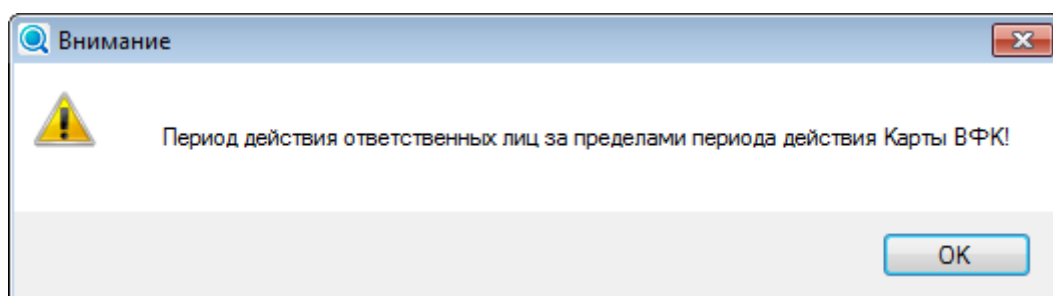 Внимание
Период действия ответственных лиц за пределами периода действия Карты ВФК!
OK